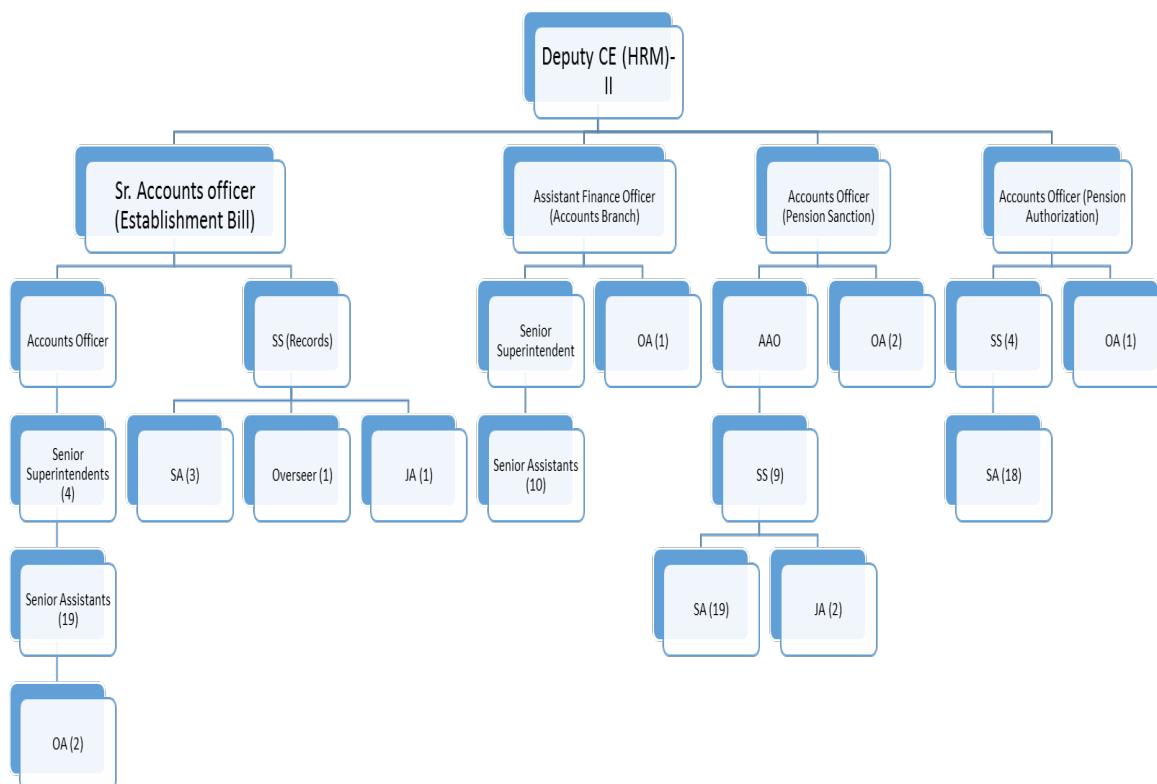 Deputy CE (HRM)-
II
Sr. Accounts officer
(Establishment Bill)
Assistant Finance Officer
(Accounts Branch)
Accounts Officer
(Pension Sanction)
Accounts Officer (Pension
Authorization)
Accounts Officer
SS (Records)
Senior
Superintendent
OA (1)
AAO
OA (2)
SS (4)
OA (1)
Senior
Superintendents
(4)
SA (3)
Overseer (1)
JA (1)
Senior Assistants
(10)
SS (9)
SA (18)
Senior Assistants
(19)
SA (19)
JA (2)
OA (2)